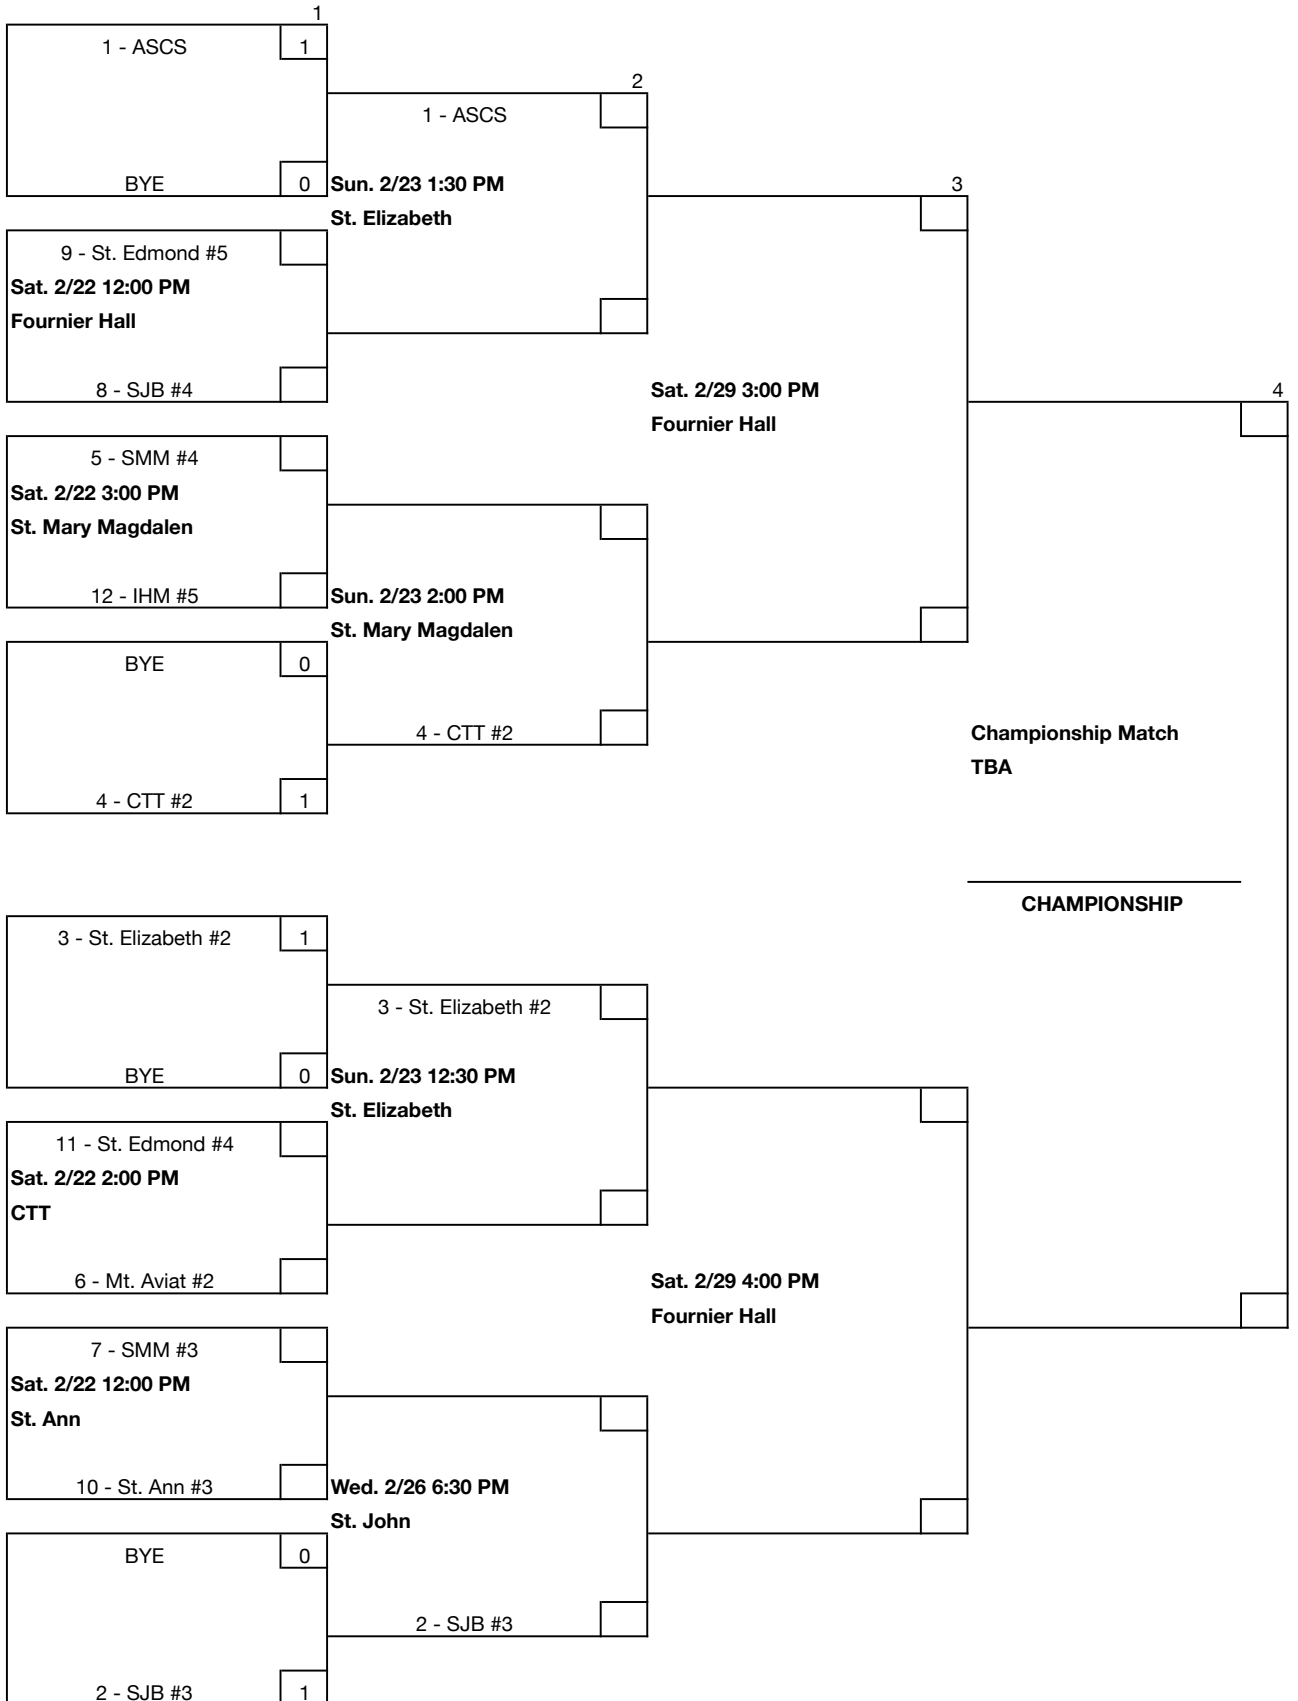 1
1 - ASCS
1
2
1 - ASCS
BYE
0
Sun. 2/23 1:30 PM
3
St. Elizabeth
9 - St. Edmond #5
Sat. 2/22 12:00 PM
Fournier Hall
8 - SJB #4
Sat. 2/29 3:00 PM
4
Fournier Hall
5 - SMM #4
Sat. 2/22 3:00 PM
St. Mary Magdalen
12 - IHM #5
Sun. 2/23 2:00 PM
St. Mary Magdalen
BYE
0
4 - CTT #2
Championship Match
TBA
4 - CTT #2
1
CHAMPIONSHIP
3 - St. Elizabeth #2
1
3 - St. Elizabeth #2
BYE
0
Sun. 2/23 12:30 PM
St. Elizabeth
11 - St. Edmond #4
Sat. 2/22 2:00 PM
CTT
6 - Mt. Aviat #2
Sat. 2/29 4:00 PM
Fournier Hall
7 - SMM #3
Sat. 2/22 12:00 PM
St. Ann
10 - St. Ann #3
Wed. 2/26 6:30 PM
St. John
BYE
0
2 - SJB #3
2 - SJB #3
1